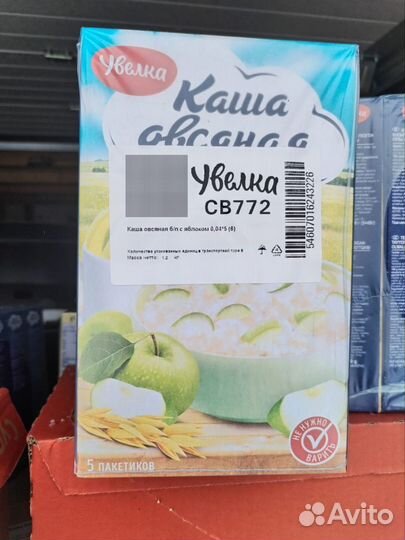 Увелка
Каша
овсяная
Увелка
СВ772
Каша овсяная б/п с яблоком 0,04*5 (6)
Количество упакованных единиц в транспортной таре 6
Масса нетто: 1,2 кг
54607016243226
НЕ НУЖНО
ВАРИТЬ
5 ПАКЕТИКОВ
Avito